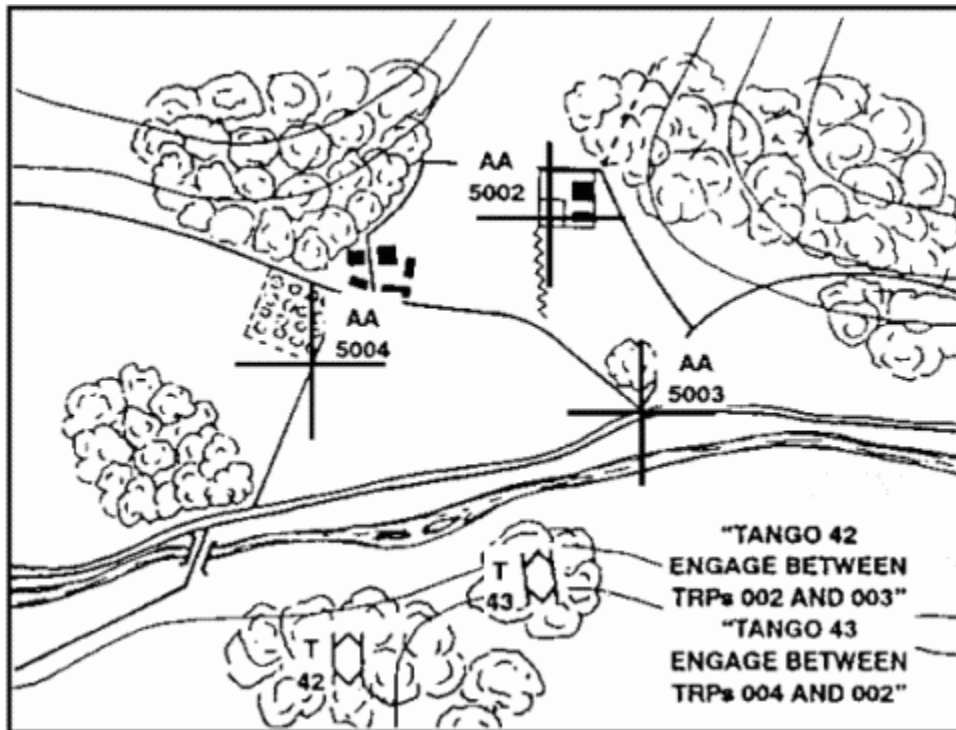 AA
5002
AA
5004
AA
5003
T
43
T
42
"TANGO 42
ENGAGE BETWEEN
TRPs 002 AND 003"
"TANGO 43
ENGAGE BETWEEN
TRPs 004 AND 002"